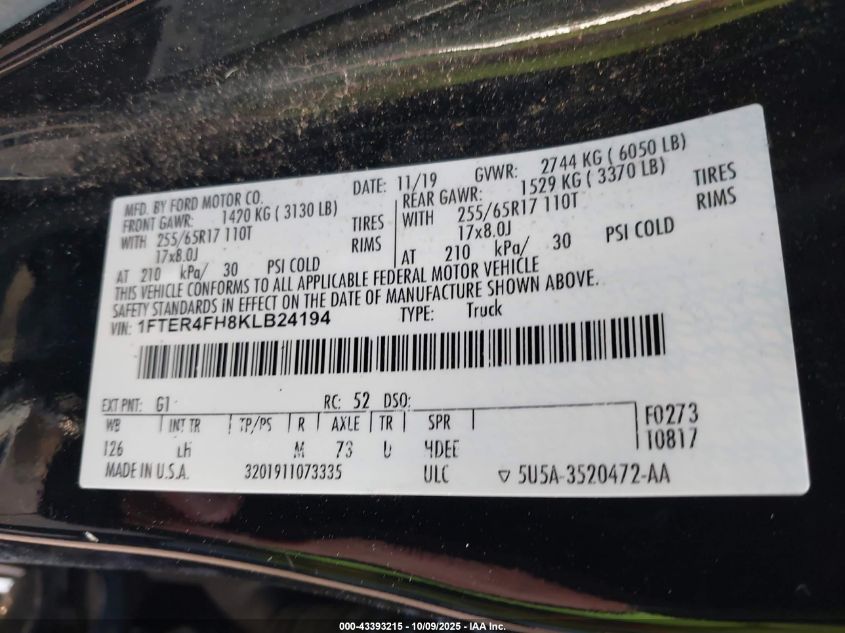 MFD. BY FORD MOTOR CO. DATE: 11/19 GVWR: 2744 KG ( 6050 LB)
FRONT GAWR: 1420 KG ( 3130 LB) REAR GAWR: 1529 KG ( 3370 LB)
WITH 255/65R17 110T TIRES WITH 255/65R17 110T TIRES
17x8.0J RIMS 17x8.0J RIMS
AT 210 kPa/ 30 PSI COLD AT 210 kPa/ 30 PSI COLD
THIS VEHICLE CONFORMS TO ALL APPLICABLE FEDERAL MOTOR VEHICLE
SAFETY STANDARDS IN EFFECT ON THE DATE OF MANUFACTURE SHOWN ABOVE.
VIN: 1FTER4FH8KLB24194 TYPE: Truck
EXT PNT: G1 RC: 52 DSO:
WB INT TR TP/PS R AXLE TR SPR F0273
126 LH M 73 U 4DEE 10817
MADE IN U.S.A. 3201911073335 ULC 5U5A-3520472-AA
000-43393215 - 10/09/2025 - IAA Inc.